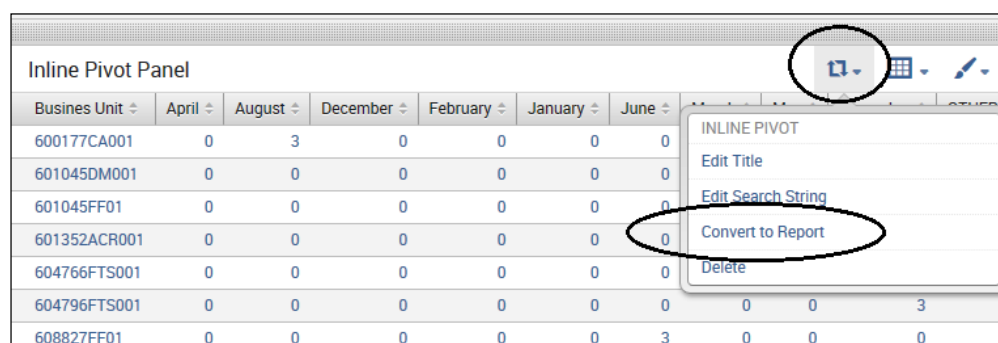 Inline Pivot Panel
Busines Unit April August December February January June OTHER
INLINE PIVOT
600177CA001 0 3 0 0 0 0
Edit Title
601045DM001 0 0 0 0 0 0
Edit Search String
601045FF01 0 0 0 0 0 0
Convert to Report
601352ACR001 0 0 0 0 0 0
Delete
604766FTS001 0 0 0 0 0 0
604796FTS001 0 0 0 0 0 0 0 0 3
608827FF01 0 0 0 0 0 3 0 0 0